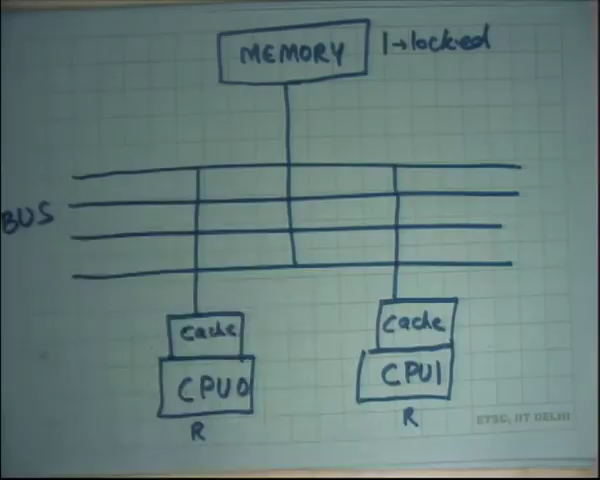 MEMORY 1→locked
BUS
Cache Cache
CPU0 CPU1
R R
ETSC, IIT DELHI